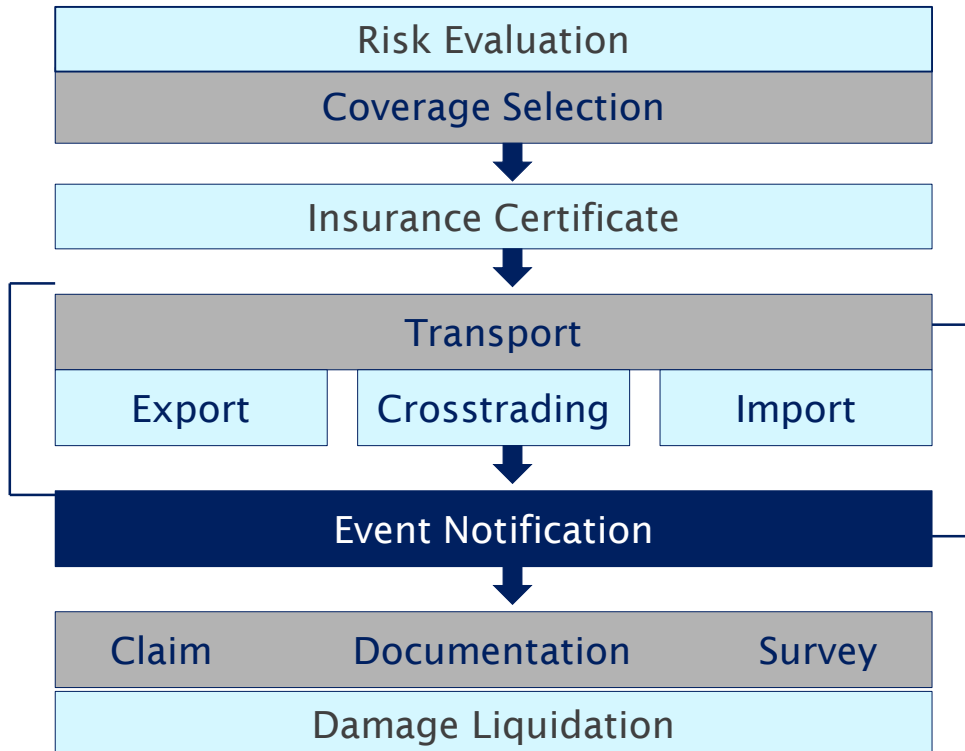 Risk Evaluation
Coverage Selection
Insurance Certificate
Transport
Export Crosstrading Import
Event Notification
Claim Documentation Survey
Damage Liquidation